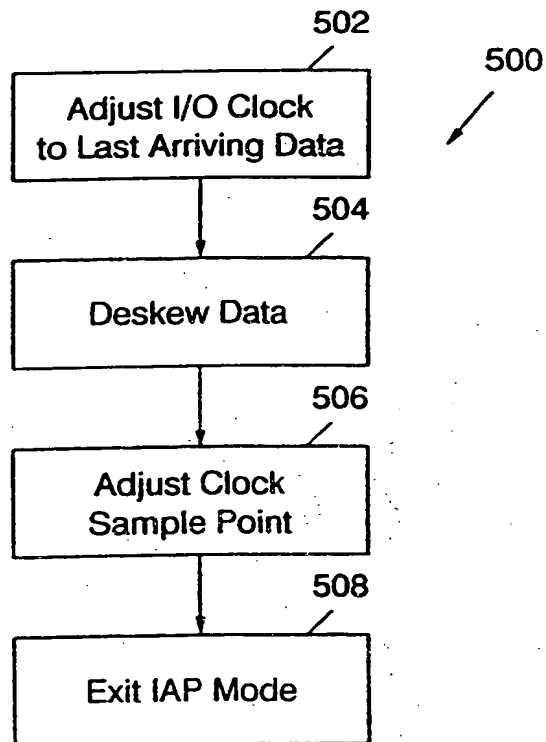 502
500
Adjust I/O Clock
to Last Arriving Data
504
Deskew Data
506
Adjust Clock
Sample Point
508
Exit IAP Mode